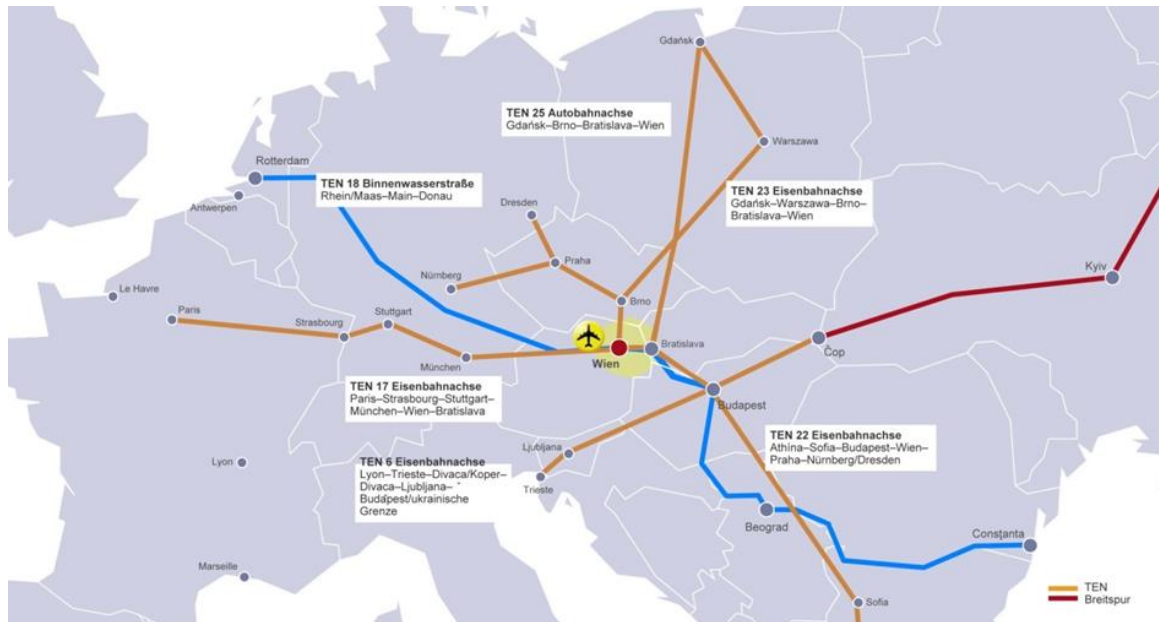 Gdańsk
TEN 25 Autobahnachse
Gdańsk–Brno–Bratislava–Wien
Warszawa
Rotterdam
TEN 18 Binnenwasserstraße
Rhein/Maas–Main–Donau
TEN 23 Eisenbahnachse
Gdańsk–Warszawa–Brno–
Bratislava–Wien
Antwerpen
Dresden
Praha
Nürnberg
Kyiv
Le Havre
Brno
Paris
Strasbourg
Stuttgart
München
Wien
Bratislava
Čop
TEN 17 Eisenbahnachse
Paris–Strasbourg–Stuttgart–
München–Wien–Bratislava
Budapest
TEN 22 Eisenbahnachse
Athína–Sofia–Budapest–Wien–
Praha–Nürnberg/Dresden
Ljubljana
Lyon
TEN 6 Eisenbahnachse
Lyon–Trieste–Divaca/Koper–
Divaca–Ljubljana–
Budapest/ukrainische
Grenze
Trieste
Beograd
Constanta
Marseille
Sofia
TEN
Breitspur